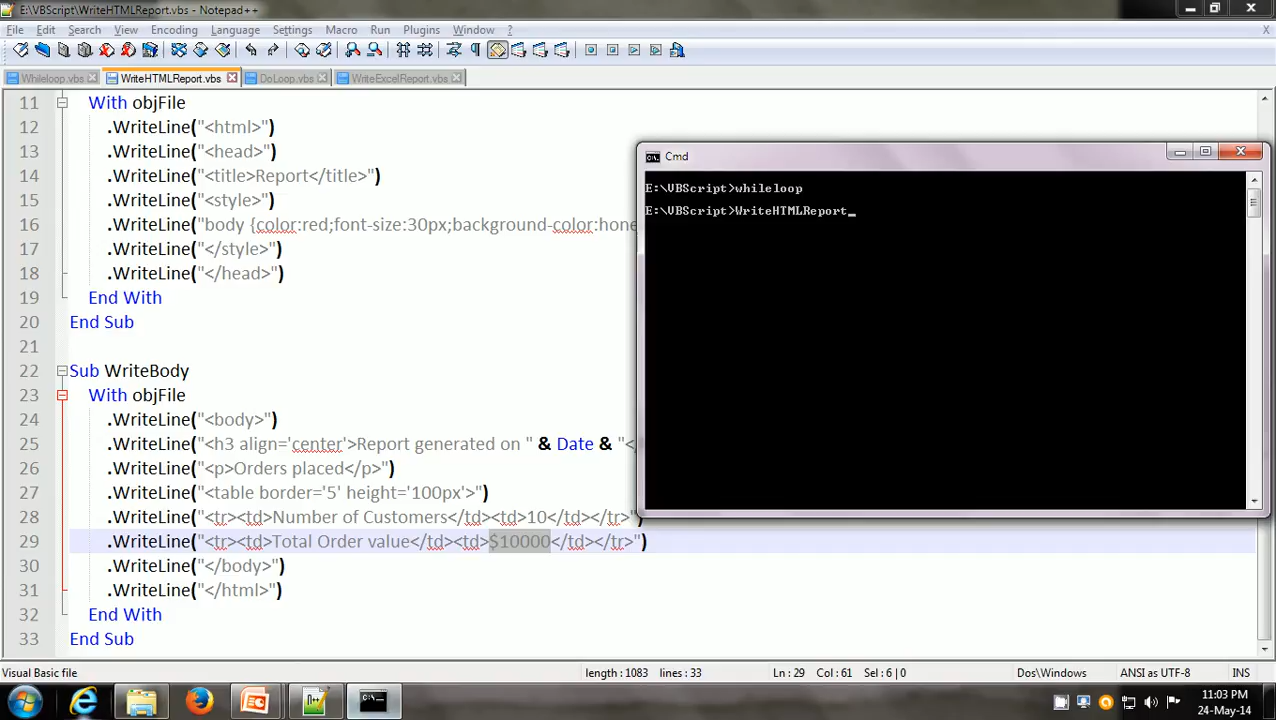 E:\VBScript\WriteHTMLReport.vbs - Notepad++
File Edit Search View Encoding Language Settings Macro Run Plugins Window ? X
Whileloop.vbs WriteHTMLReport.vbs DoLoop.vbs WriteExcelReport.vbs
11 With objFile
12 .WriteLine("<html>")
13 .WriteLine("<head>")
14 .WriteLine("<title>Report</title>")
15 .WriteLine("<style>")
16 .WriteLine("body {color:red;font-size:30px;background-color:hone
17 .WriteLine("</style>")
18 .WriteLine("</head>")
19 End With
20 End Sub
21
22 Sub WriteBody
23 With objFile
24 .WriteLine("<body>")
25 .WriteLine("<h3 align='center'>Report generated on " & Date & "<
26 .WriteLine("<p>Orders placed</p>")
27 .WriteLine("<table border='5' height='100px'>")
28 .WriteLine("<tr><td>Number of Customers</td><td>10</td></tr>")
29 .WriteLine("<tr><td>Total Order value</td><td>$10000</td></tr>")
30 .WriteLine("</body>")
31 .WriteLine("</html>")
32 End With
33 End Sub
Cmd
E:\VBScript>whileloop
E:\VBScript>WriteHTMLReport_
Visual Basic file length : 1083 lines : 33 Ln : 29 Col : 61 Sel : 6 | 0 Dos\Windows ANSI as UTF-8 INS
11:03 PM
24-May-14